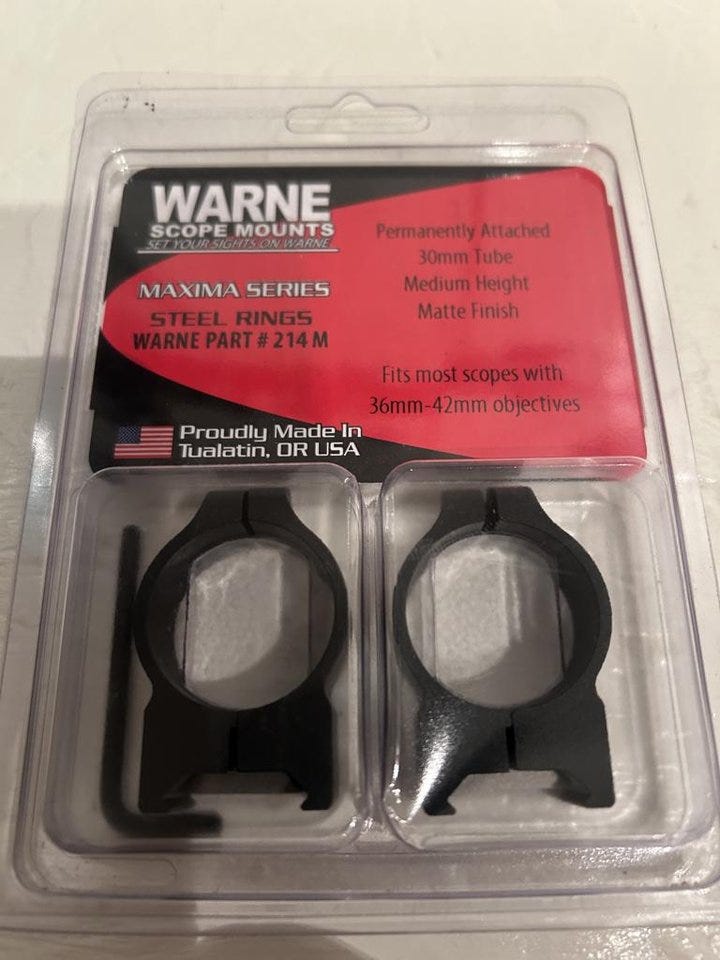 WARNE
SCOPE MOUNTS
SET YOUR SIGHTS ON WARNE
MAXIMA SERIES
STEEL RINGS
WARNE PART # 214 M
Permanently Attached
30mm Tube
Medium Height
Matte Finish
Fits most scopes with
36mm-42mm objectives
Proudly Made In
Tualatin, OR USA